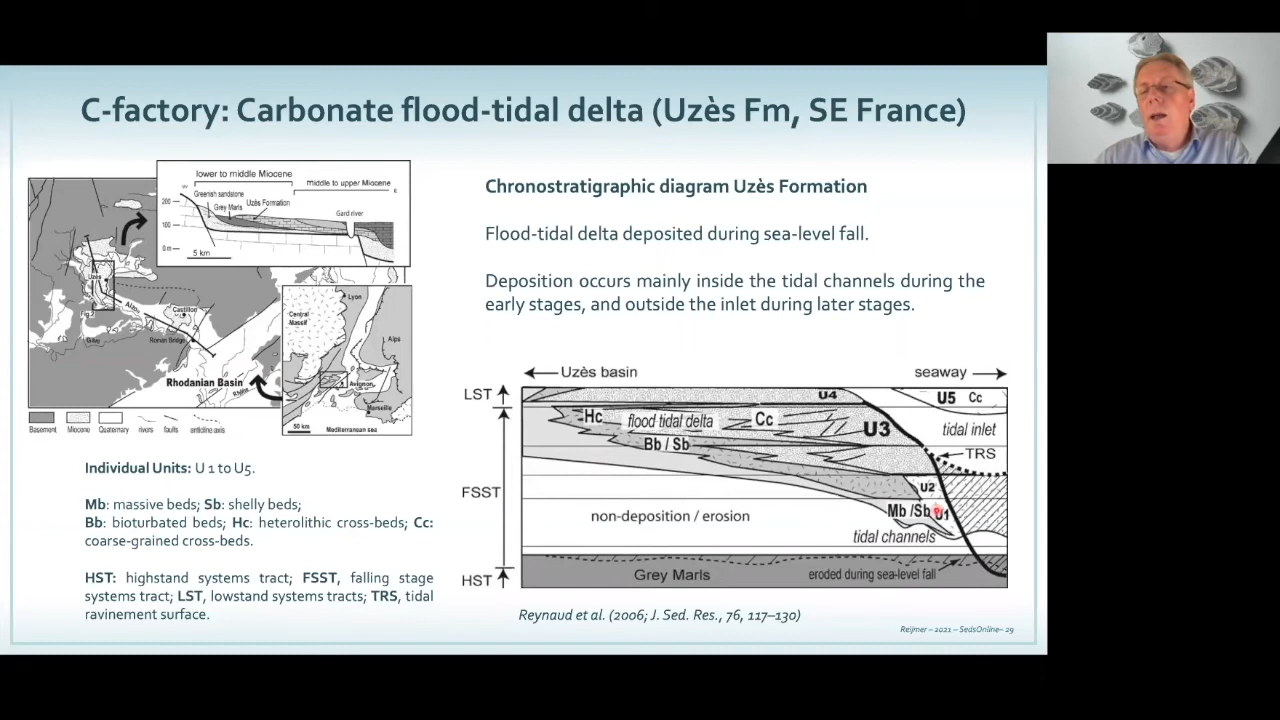 C-factory: Carbonate flood-tidal delta (Uzès Fm, SE France)
lower to middle Miocene
middle to upper Miocene
W
E
Greenish sandstone
Grey Marls
Uzès Formation
Gard river
200
100
0m
5 km
Uzès
Fig.2
Alzon
Castillon
Roman Bridge
Rhodanian Basin
Rhône
Lyon
Central
Massif
Alps
Avignon
Marseille
50 km
Mediterranean sea
Basement
Miocene
Quaternary
rivers
faults
anticline axis
Individual Units: U 1 to U5.
Mb: massive beds; Sb: shelly beds;
Bb: bioturbated beds; Hc: heterolithic cross-beds; Cc:
coarse-grained cross-beds.
HST: highstand systems tract; FSST, falling stage
systems tract; LST, lowstand systems tracts; TRS, tidal
ravinement surface.
Chronostratigraphic diagram Uzès Formation
Flood-tidal delta deposited during sea-level fall.
Deposition occurs mainly inside the tidal channels during the
early stages, and outside the inlet during later stages.
Uzès basin
seaway
LST
U4
U5 Cc
Hc
flood tidal delta
Cc
U3
tidal inlet
Bb / Sb
TRS
FSST
U2
Mb /Sb U1
non-deposition / erosion
tidal channels
HST
Grey Marls
eroded during sea-level fall
Reynaud et al. (2006; J. Sed. Res., 76, 117–130)
Reijmer – 2021 – SedsOnline– 29